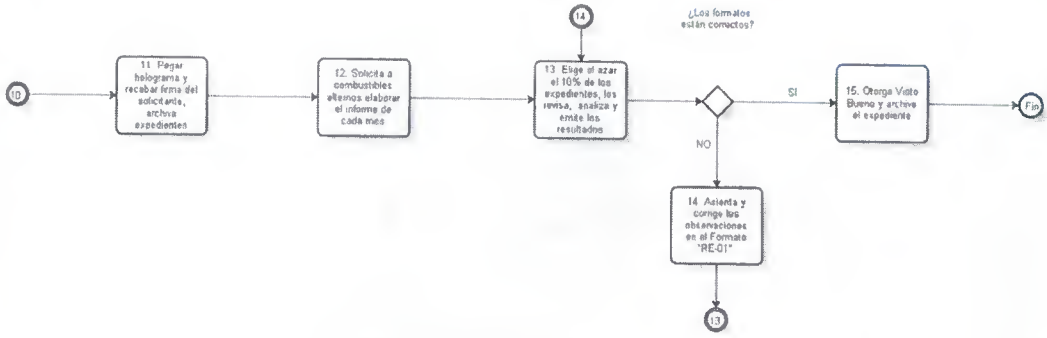 10
11. Pegar
holograma y
recabar firma del
solicitante,
archiva
expedientes
12. Solicita a
combustibles
alternos elaborar
el informe de
cada mes
14
13. Elige al azar
el 10% de los
expedientes, los
revisa, analiza y
emite los
resultados
¿Los formatos
están correctos?
SI
15. Otorga Visto
Bueno y archiva
el expediente
Fin
NO
14. Asienta y
corrige las
observaciones
en el Formato
"RE-01"
13